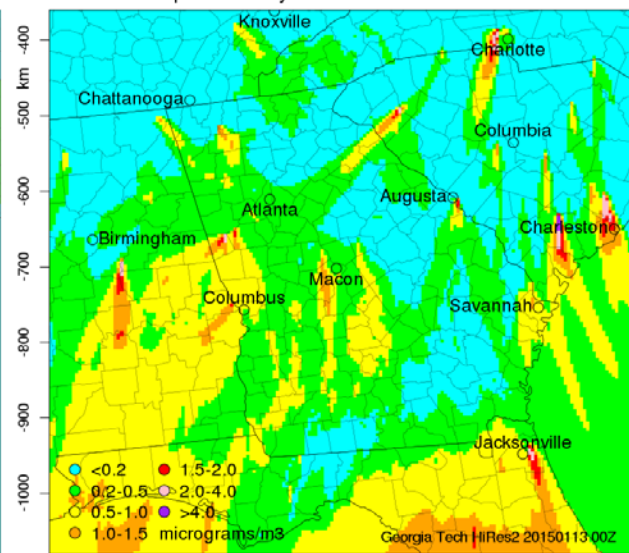 Knoxville
Charlotte
Chattanooga
Columbia
Atlanta
Augusta
Birmingham
Charleston
Macon
Columbus
Savannah
Jacksonville
<0.2
0.2-0.5
0.5-1.0
1.0-1.5
1.5-2.0
2.0-4.0
>4.0
micrograms/m3
Georgia Tech HiRes2 20150113 00Z
-400
km
-500
-600
-700
-800
-900
-1000